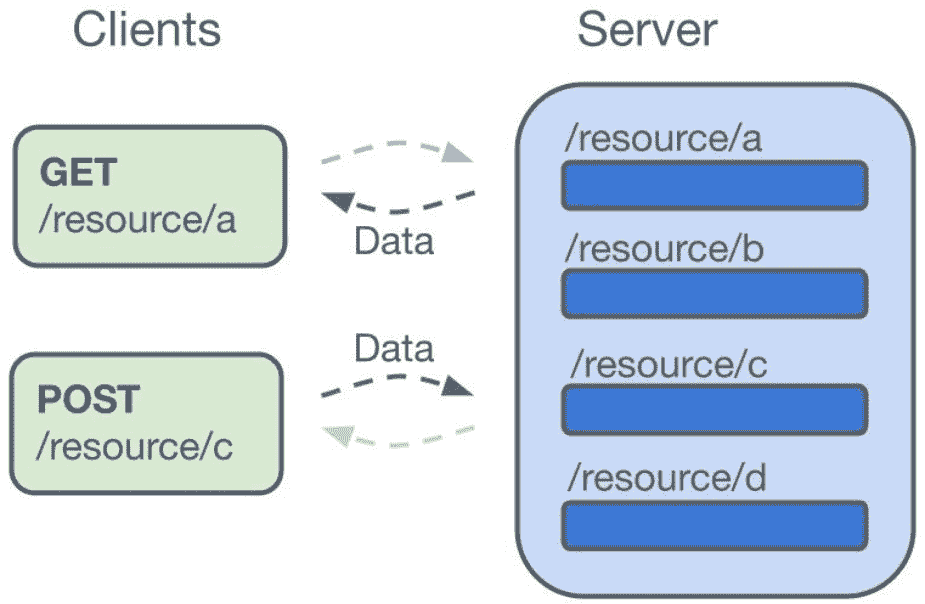 Clients
Server
GET
/resource/a
Data
Data
POST
/resource/c
/resource/a
/resource/b
/resource/c
/resource/d